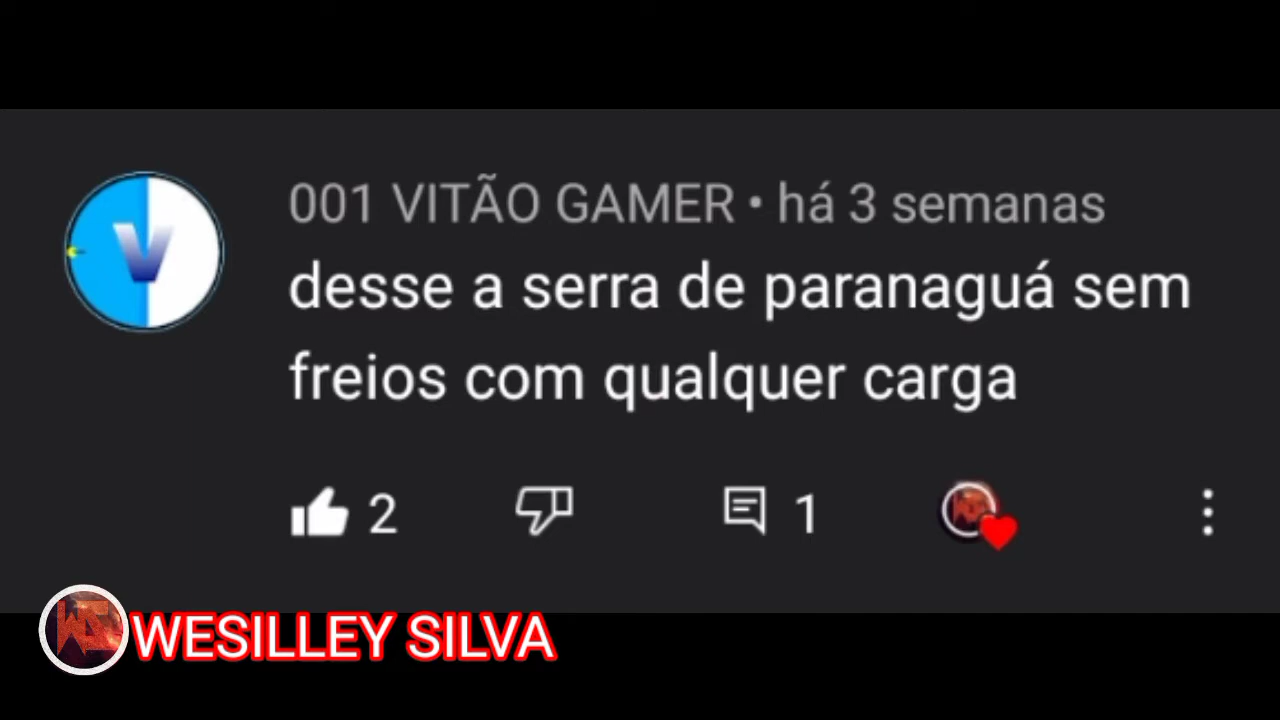 V
001 VITÃO GAMER • há 3 semanas
desse a serra de paranaguá sem
freios com qualquer carga
2
1
WESILLEY SILVA